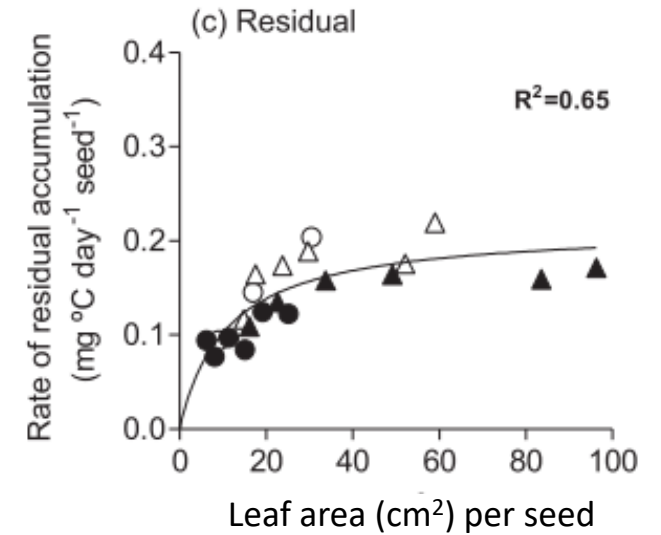 (c) Residual
Rate of residual accumulation
(mg ºC day⁻¹ seed⁻¹)
0.4
0.3
0.2
0.1
0.0
R²=0.65
0 20 40 60 80 100
Leaf area (cm²) per seed